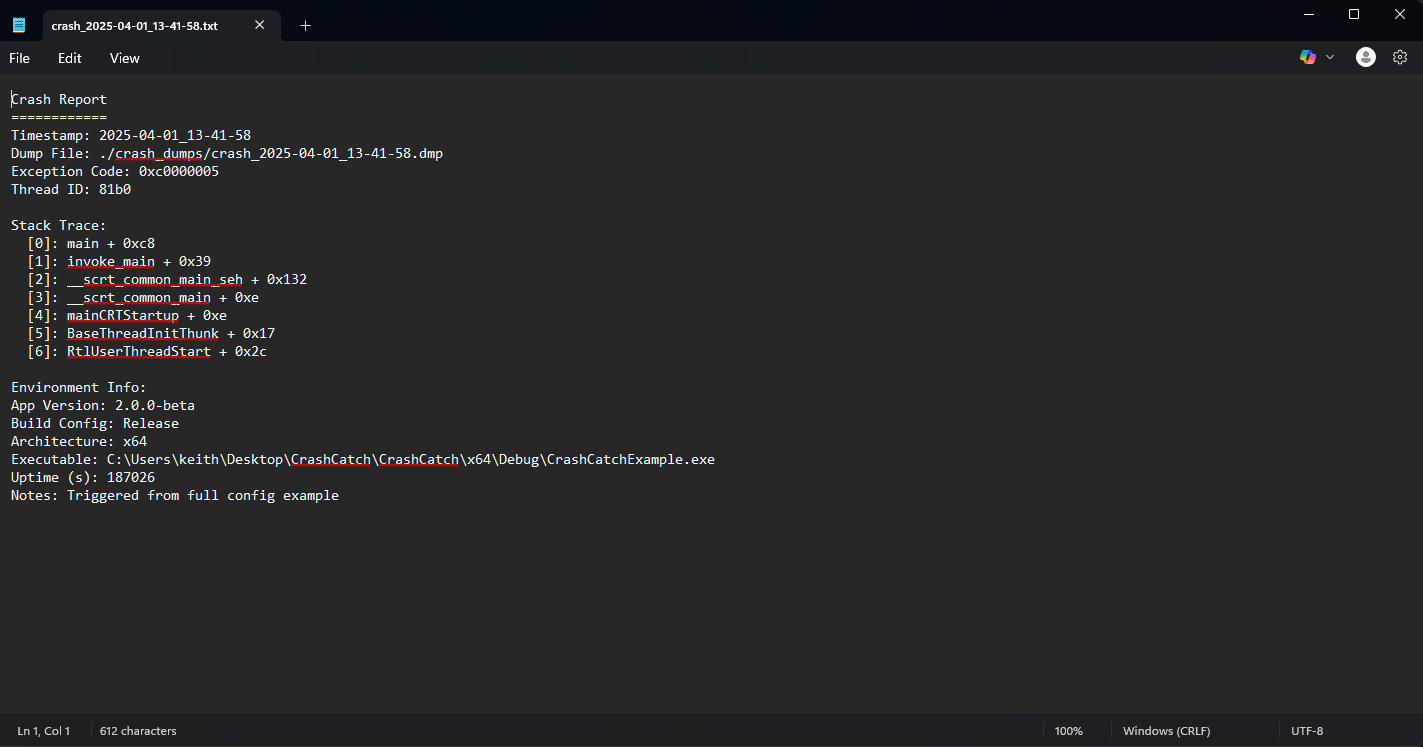 crash_2025-04-01_13-41-58.txt
File Edit View
Crash Report
============
Timestamp: 2025-04-01_13-41-58
Dump File: ./crash_dumps/crash_2025-04-01_13-41-58.dmp
Exception Code: 0xc0000005
Thread ID: 81b0
Stack Trace:
[0]: main + 0xc8
[1]: invoke_main + 0x39
[2]: __scrt_common_main_seh + 0x132
[3]: __scrt_common_main + 0xe
[4]: mainCRTStartup + 0xe
[5]: BaseThreadInitThunk + 0x17
[6]: RtlUserThreadStart + 0x2c
Environment Info:
App Version: 2.0.0-beta
Build Config: Release
Architecture: x64
Executable: C:\Users\keith\Desktop\CrashCatch\CrashCatch\x64\Debug\CrashCatchExample.exe
Uptime (s): 187026
Notes: Triggered from full config example
Ln 1, Col 1 612 characters 100% Windows (CRLF) UTF-8